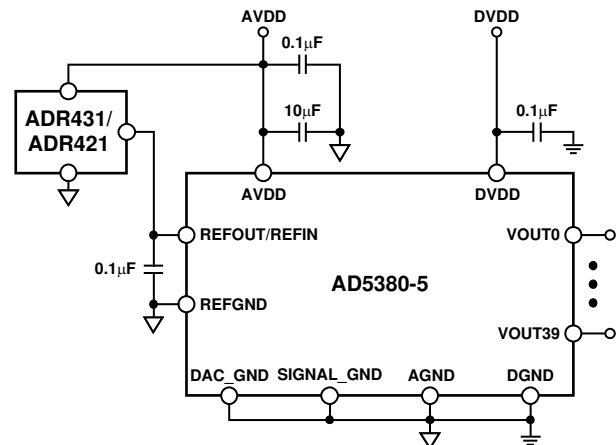 AVDD
DVDD
0.1μF
ADR431/
ADR421
10μF
0.1μF
AVDD
DVDD
REFOUT/REFIN
VOUT0
0.1μF
AD5380-5
REFGND
VOUT39
DAC_GND
SIGNAL_GND
AGND
DGND